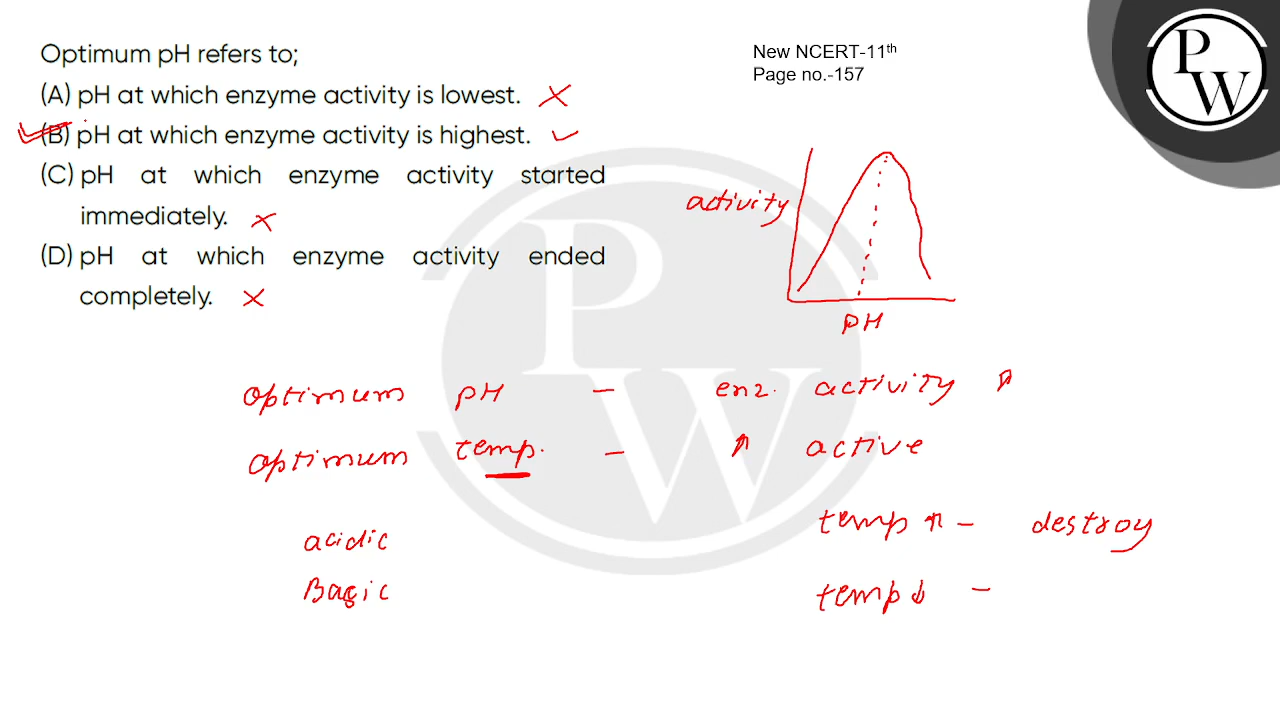 Optimum pH refers to;
(A) pH at which enzyme activity is lowest.
(B) pH at which enzyme activity is highest.
(C) pH at which enzyme activity started
immediately.
(D) pH at which enzyme activity ended
completely.
New NCERT-11th
Page no.-157
P
W
activity
pH
optimum pH - enz. activity ↑
optimum temp. - ↑ active
temp ↑ - destroy
acidic
Basic
temp ↓ -
PW